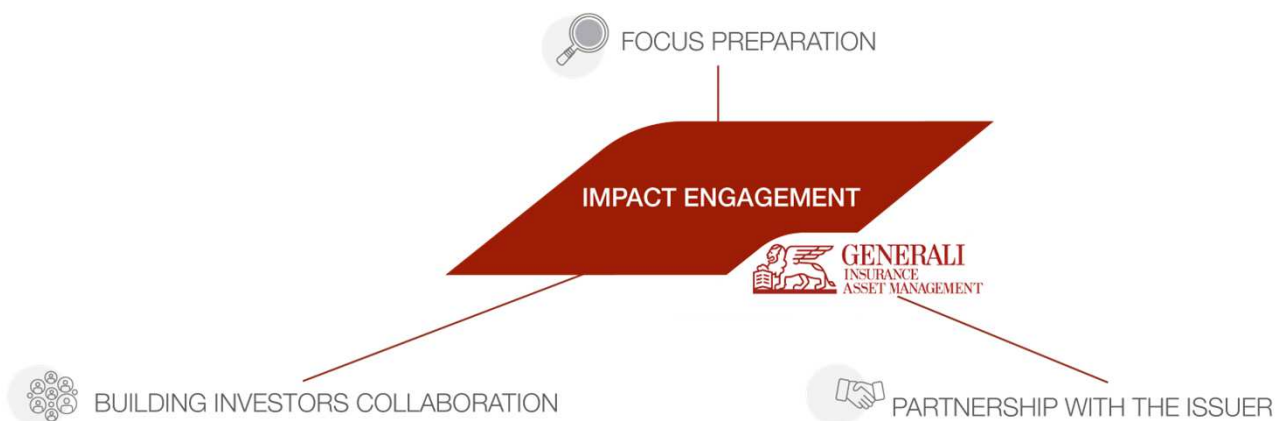 FOCUS PREPARATION
IMPACT ENGAGEMENT
GENERALI
INSURANCE
ASSET MANAGEMENT
BUILDING INVESTORS COLLABORATION
PARTNERSHIP WITH THE ISSUER